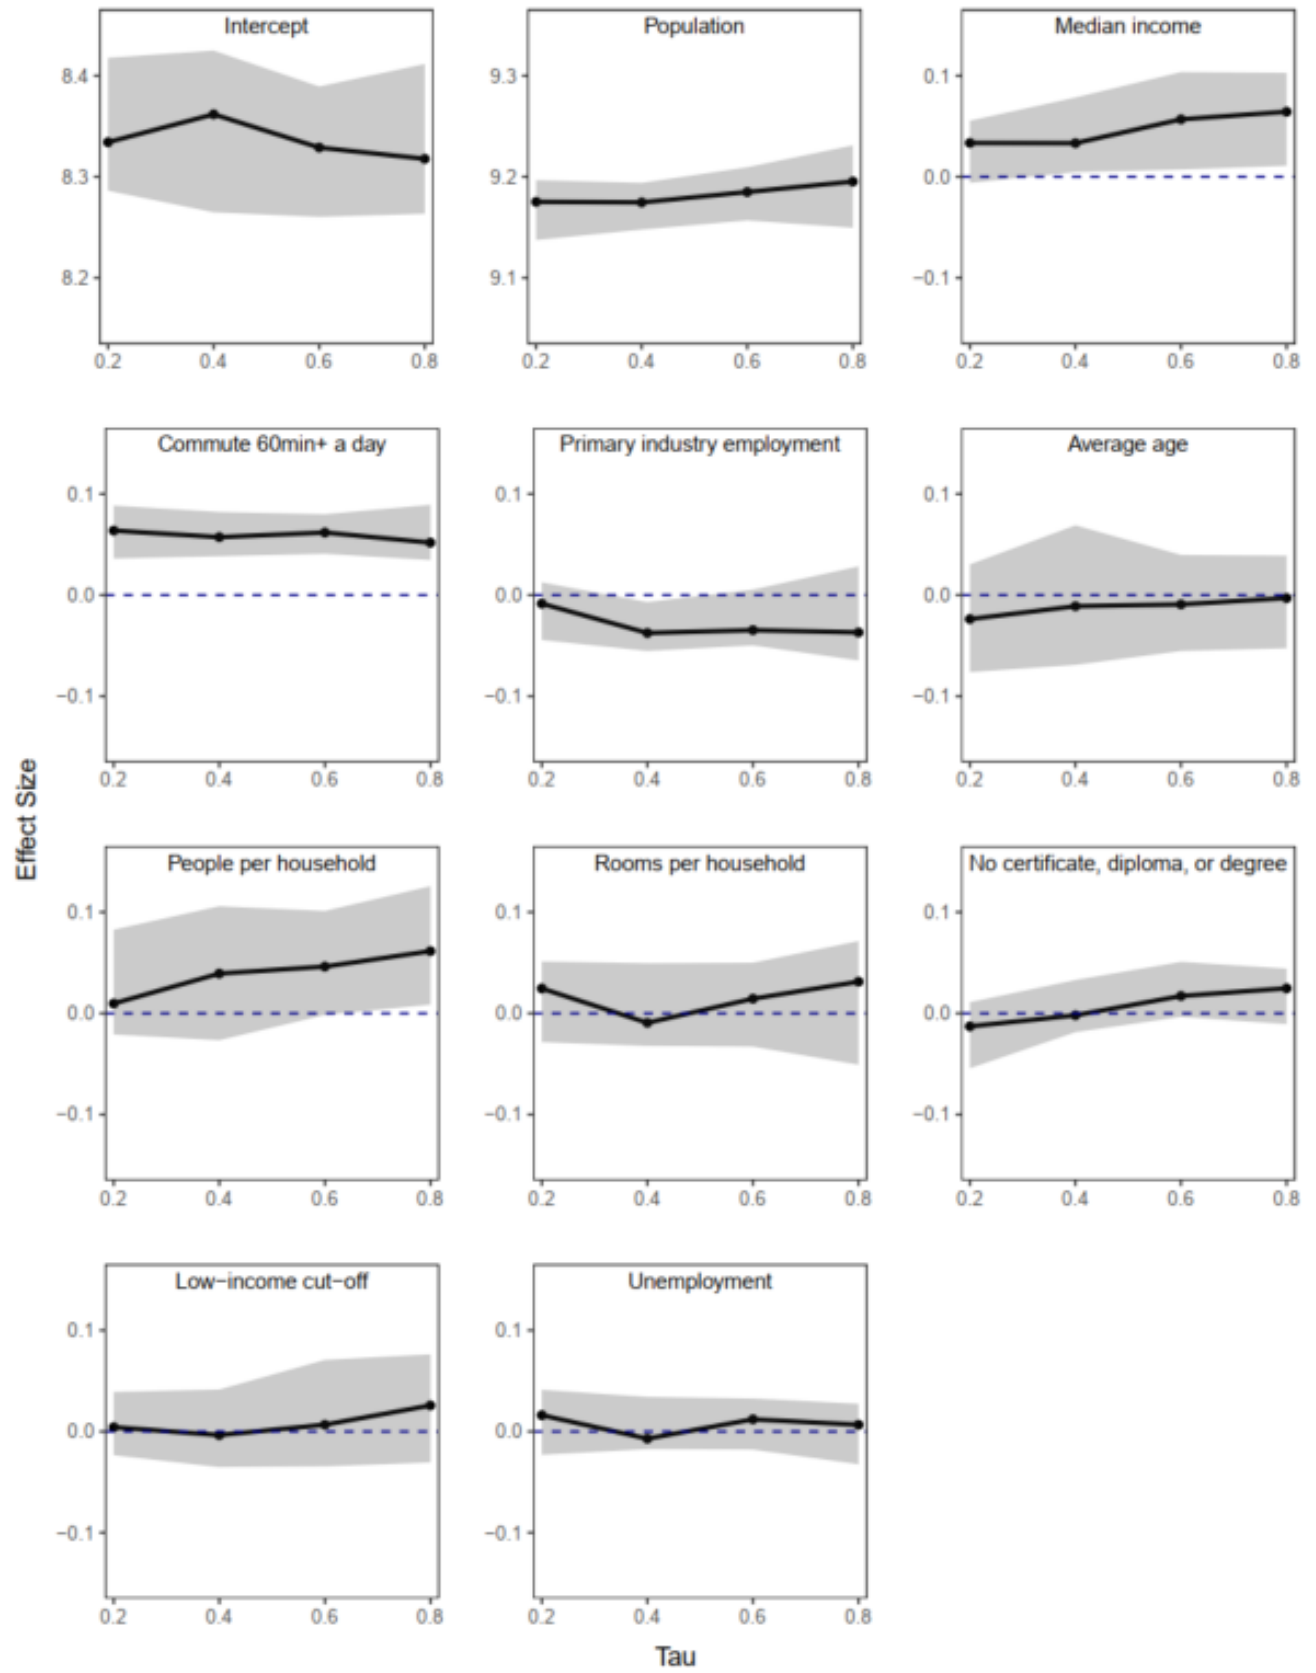 Intercept
Population
Median income
8.4
8.3
8.2
9.3
9.2
9.1
0.1
0.0
−0.1
0.2 0.4 0.6 0.8
0.2 0.4 0.6 0.8
0.2 0.4 0.6 0.8
Commute 60min+ a day
Primary industry employment
Average age
0.1
0.0
−0.1
0.1
0.0
−0.1
0.1
0.0
−0.1
0.2 0.4 0.6 0.8
0.2 0.4 0.6 0.8
0.2 0.4 0.6 0.8
Effect Size
People per household
Rooms per household
No certificate, diploma, or degree
0.1
0.0
−0.1
0.1
0.0
−0.1
0.1
0.0
−0.1
0.2 0.4 0.6 0.8
0.2 0.4 0.6 0.8
0.2 0.4 0.6 0.8
Low−income cut−off
Unemployment
0.1
0.0
−0.1
0.1
0.0
−0.1
0.2 0.4 0.6 0.8
0.2 0.4 0.6 0.8
Tau